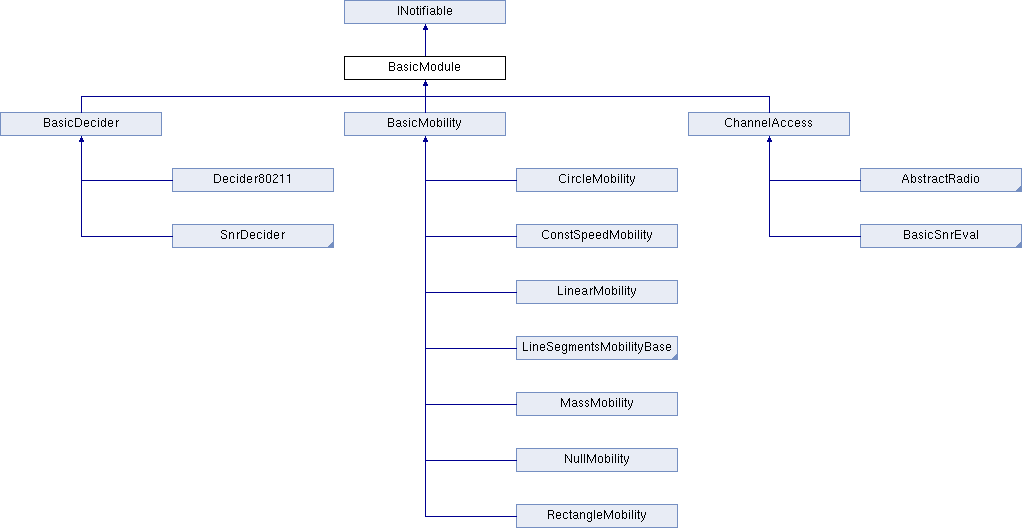 INotifiable
BasicModule
BasicDecider
BasicMobility
ChannelAccess
Decider80211
CircleMobility
AbstractRadio
SnrDecider
ConstSpeedMobility
BasicSnrEval
LinearMobility
LineSegmentsMobilityBase
MassMobility
NullMobility
RectangleMobility